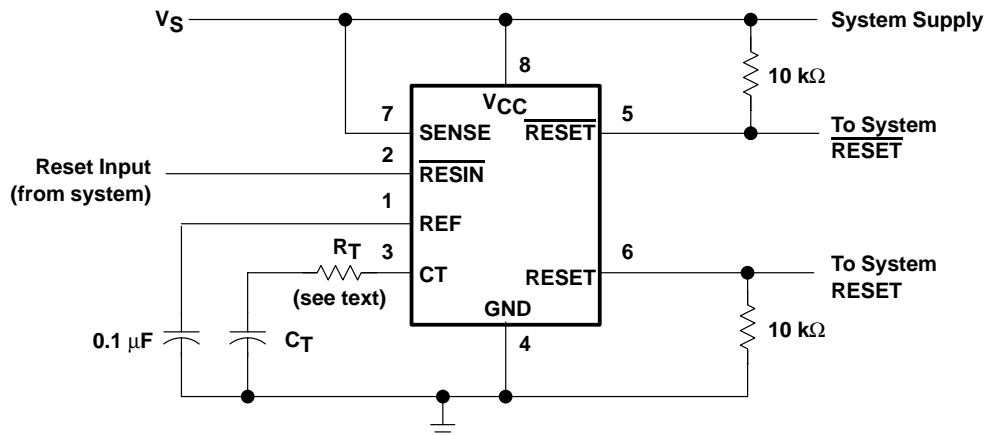 VS
System Supply
8
10 kΩ
VCC
7
SENSE
RESET
5
To System
RESET
2
Reset Input
(from system)
RESIN
1
REF
RT
3
CT
(see text)
RESET
6
To System
RESET
GND
0.1 μF
CT
4
10 kΩ